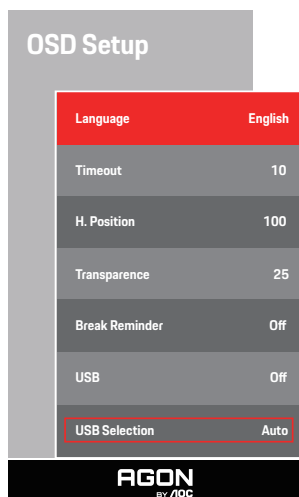 OSD Setup
Language English
Timeout 10
H. Position 100
Transparence 25
Break Reminder Off
USB Off
USB Selection Auto
AGON
BY AOC